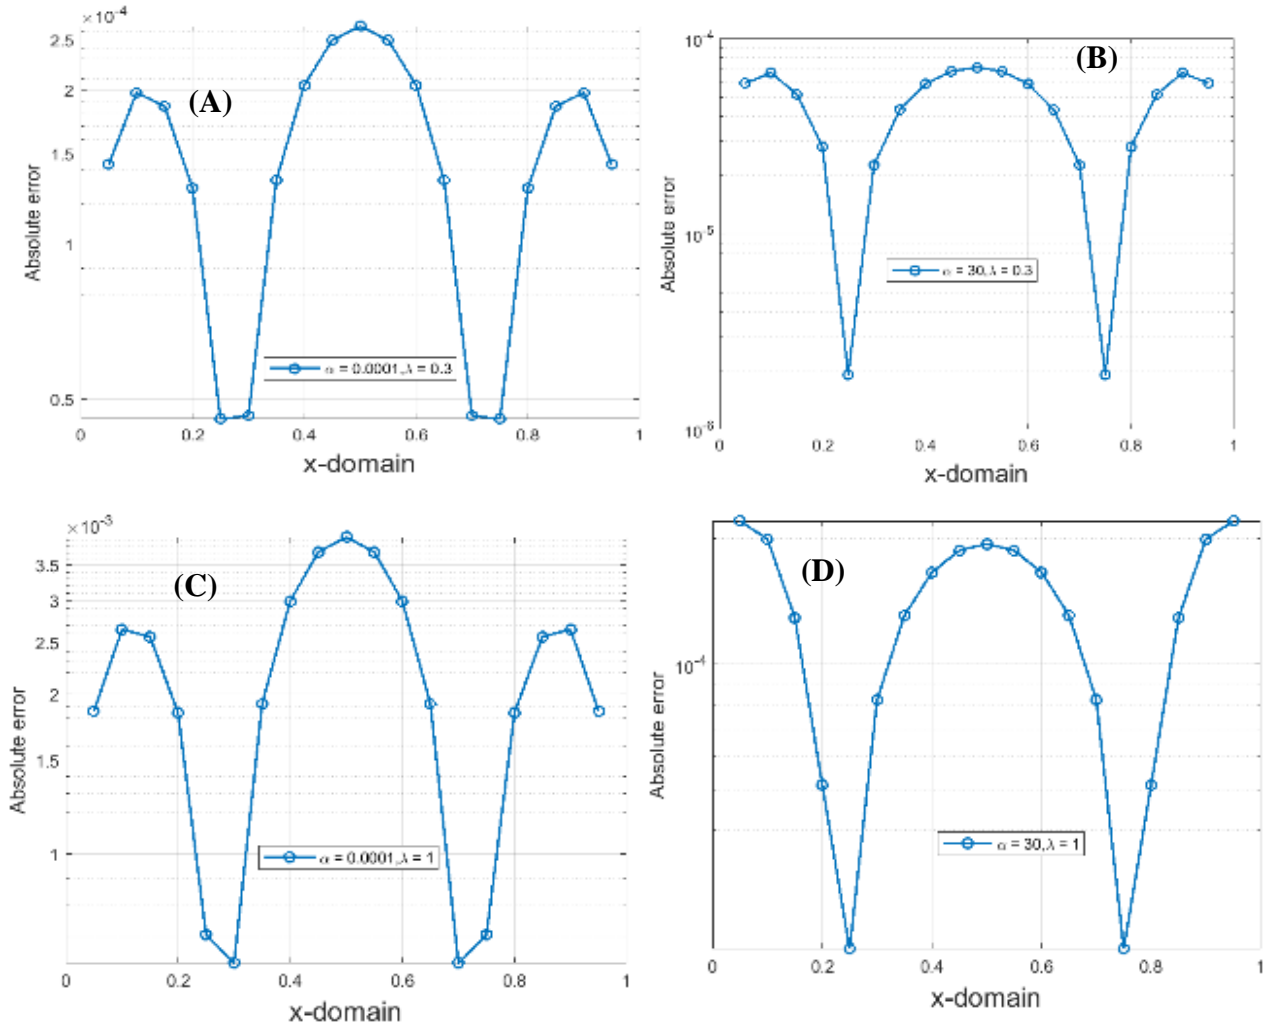 ×10⁻⁴
2.5
2
1.5
1
0.5
Absolute error
(A)
α = 0.0001,λ = 0.3
0 0.2 0.4 0.6 0.8 1
x-domain
10⁻⁴
10⁻⁵
10⁻⁶
Absolute error
(B)
α = 30,λ = 0.3
0 0.2 0.4 0.6 0.8 1
x-domain
×10⁻³
3.5
3
2.5
2
1.5
1
Absolute error
(C)
α = 0.0001,λ = 1
0 0.2 0.4 0.6 0.8 1
x-domain
10⁻⁴
Absolute error
(D)
α = 30,λ = 1
0 0.2 0.4 0.6 0.8 1
x-domain